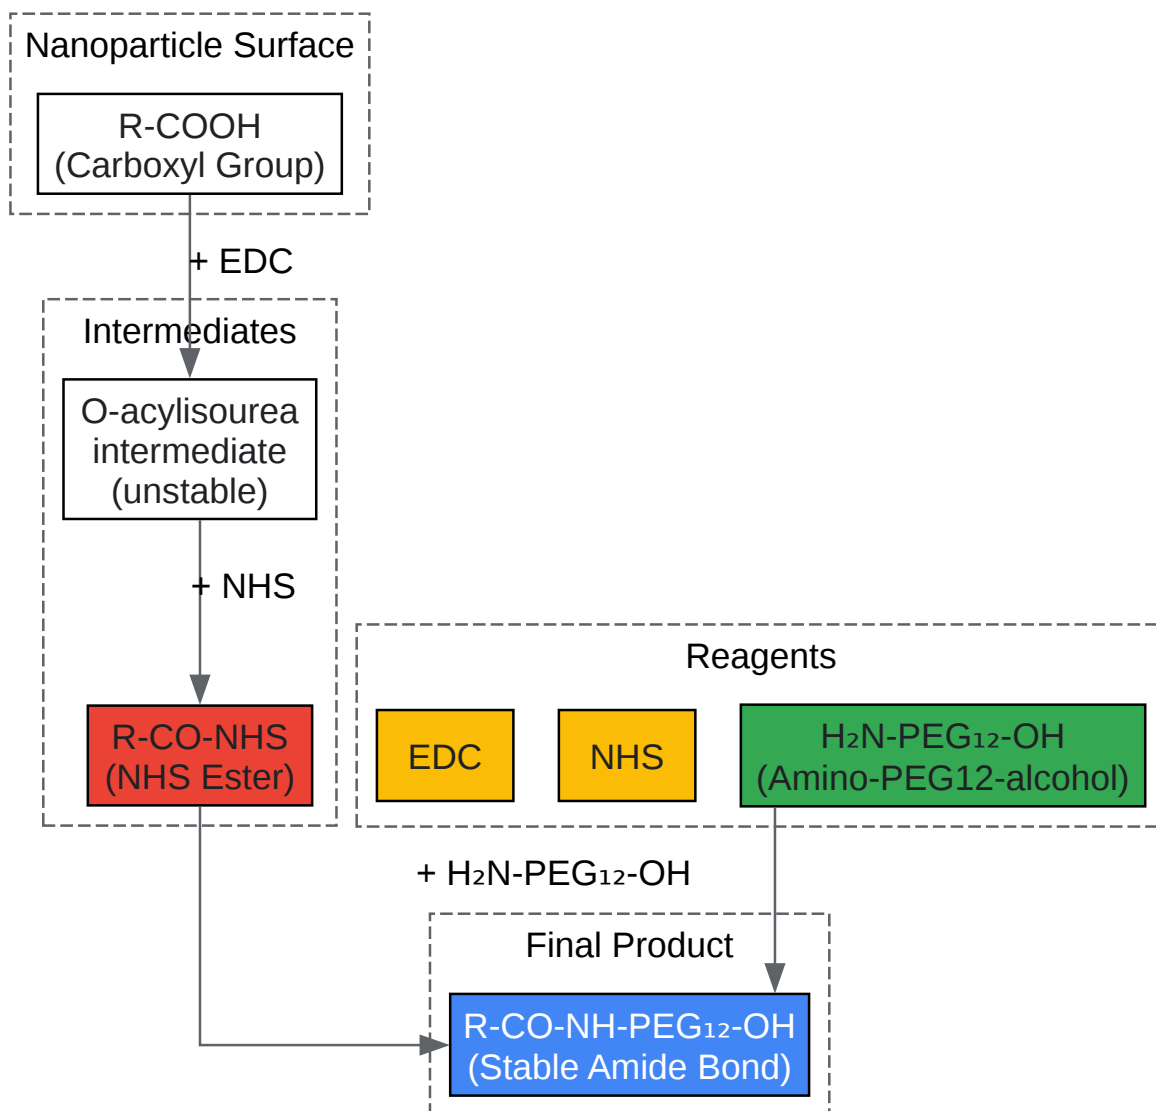 Nanoparticle Surface
R-COOH
(Carboxyl Group)
+ EDC
Intermediates
O-acylisourea
intermediate
(unstable)
+ NHS
R-CO-NHS
(NHS Ester)
Reagents
EDC
NHS
H₂N-PEG₁₂-OH
(Amino-PEG12-alcohol)
+ H₂N-PEG₁₂-OH
Final Product
R-CO-NH-PEG₁₂-OH
(Stable Amide Bond)